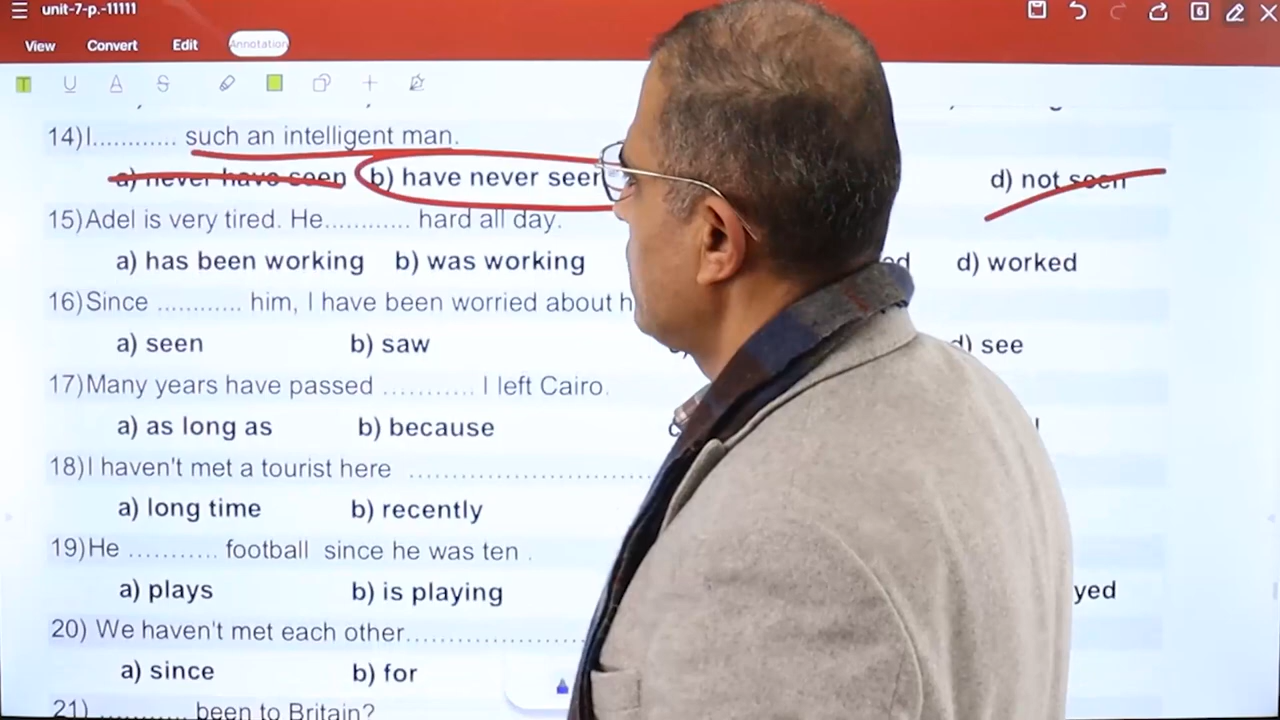 unit-7-p.-11111
View Convert Edit Annotation
14)I............ such an intelligent man.
a) never have seen b) have never seen d) not seen
15)Adel is very tired. He............ hard all day.
a) has been working b) was working d) worked
16)Since ............ him, I have been worried about
a) seen b) saw d) see
17)Many years have passed ........... I left Cairo.
a) as long as b) because
18)I haven't met a tourist here ................................
a) long time b) recently
19)He ........... football since he was ten .
a) plays b) is playing
20) We haven't met each other.......................
a) since b) for
21) ........... been to Britain?